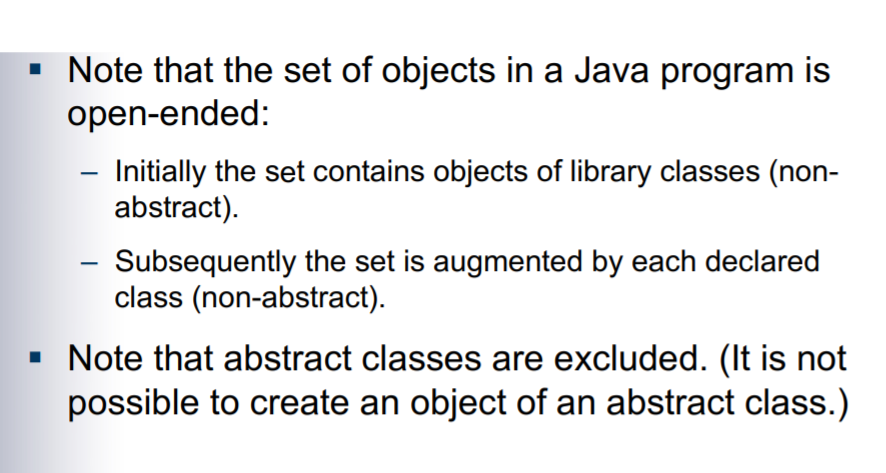 ▪ Note that the set of objects in a Java program is
open-ended:
– Initially the set contains objects of library classes (non-
abstract).
– Subsequently the set is augmented by each declared
class (non-abstract).
▪ Note that abstract classes are excluded. (It is not
possible to create an object of an abstract class.)